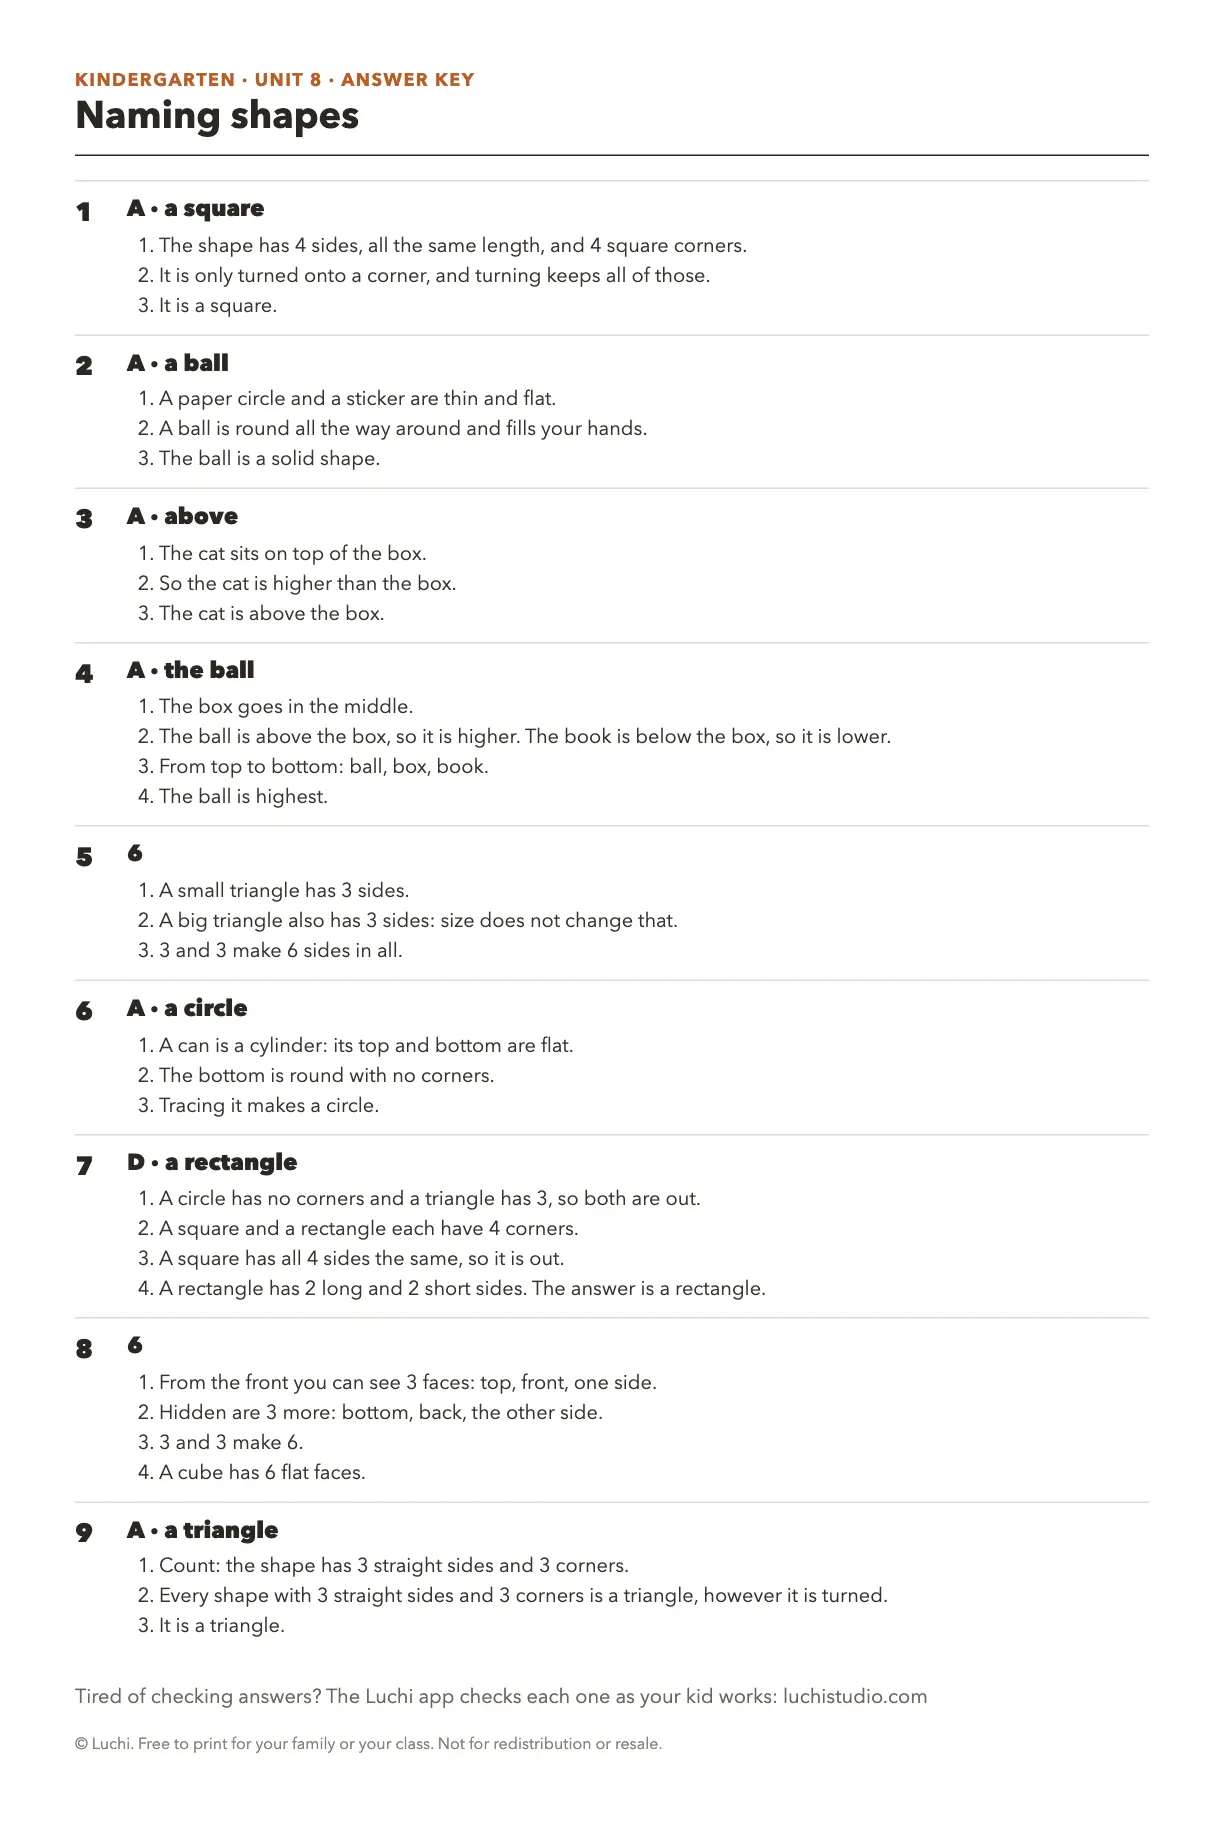 KINDERGARTEN · UNIT 8 · ANSWER KEY
Naming shapes
1 A · a square
1. The shape has 4 sides, all the same length, and 4 square corners.
2. It is only turned onto a corner, and turning keeps all of those.
3. It is a square.
2 A · a ball
1. A paper circle and a sticker are thin and flat.
2. A ball is round all the way around and fills your hands.
3. The ball is a solid shape.
3 A · above
1. The cat sits on top of the box.
2. So the cat is higher than the box.
3. The cat is above the box.
4 A · the ball
1. The box goes in the middle.
2. The ball is above the box, so it is higher. The book is below the box, so it is lower.
3. From top to bottom: ball, box, book.
4. The ball is highest.
5 6
1. A small triangle has 3 sides.
2. A big triangle also has 3 sides: size does not change that.
3. 3 and 3 make 6 sides in all.
6 A · a circle
1. A can is a cylinder: its top and bottom are flat.
2. The bottom is round with no corners.
3. Tracing it makes a circle.
7 D · a rectangle
1. A circle has no corners and a triangle has 3, so both are out.
2. A square and a rectangle each have 4 corners.
3. A square has all 4 sides the same, so it is out.
4. A rectangle has 2 long and 2 short sides. The answer is a rectangle.
8 6
1. From the front you can see 3 faces: top, front, one side.
2. Hidden are 3 more: bottom, back, the other side.
3. 3 and 3 make 6.
4. A cube has 6 flat faces.
9 A · a triangle
1. Count: the shape has 3 straight sides and 3 corners.
2. Every shape with 3 straight sides and 3 corners is a triangle, however it is turned.
3. It is a triangle.
Tired of checking answers? The Luchi app checks each one as your kid works: luchistudio.com
© Luchi. Free to print for your family or your class. Not for redistribution or resale.